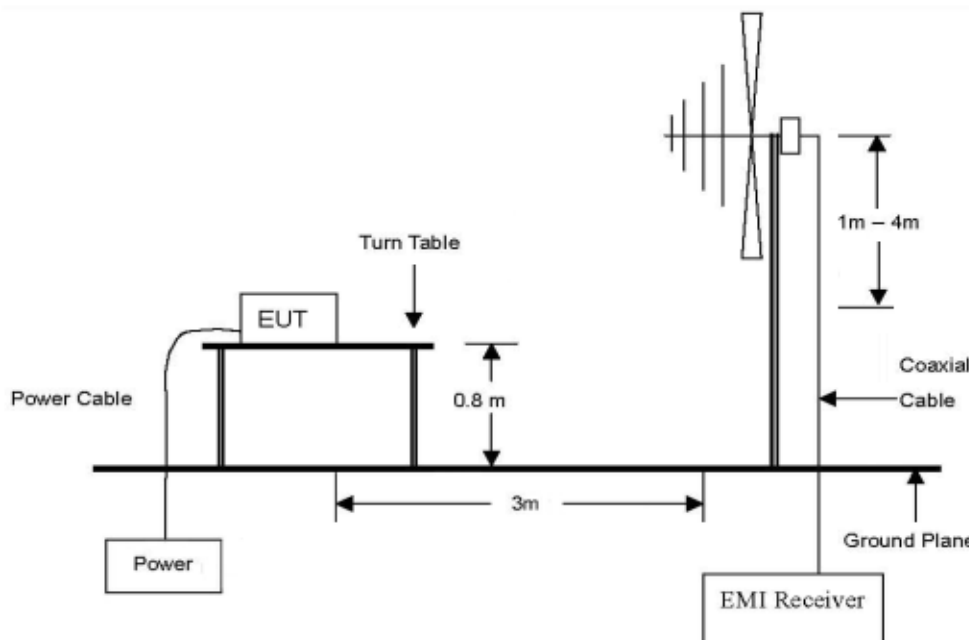 1m – 4m
Turn Table
EUT
Coaxial
Cable
Power Cable
0.8 m
3m
Ground Plane
Power
EMI Receiver